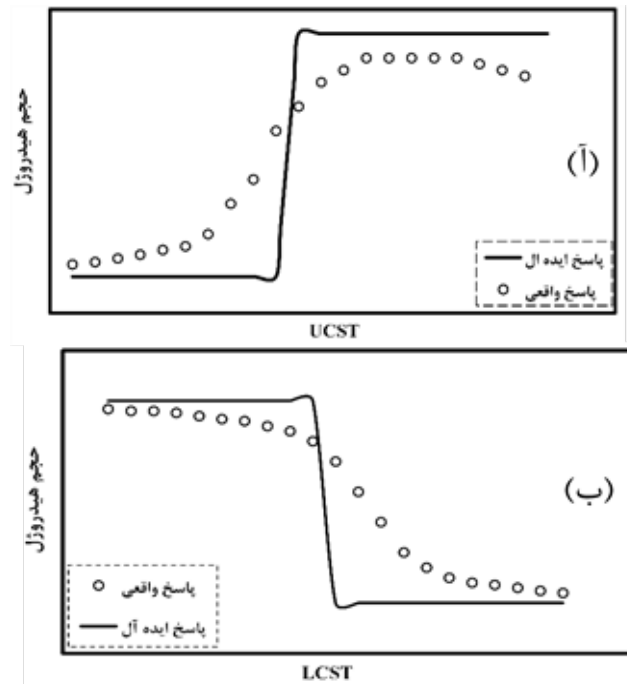 حجم هیدروژل
(آ)
پاسخ ایده ال
پاسخ واقعی
UCST
حجم هیدروژل
(ب)
پاسخ واقعی
پاسخ ایده آل
LCST